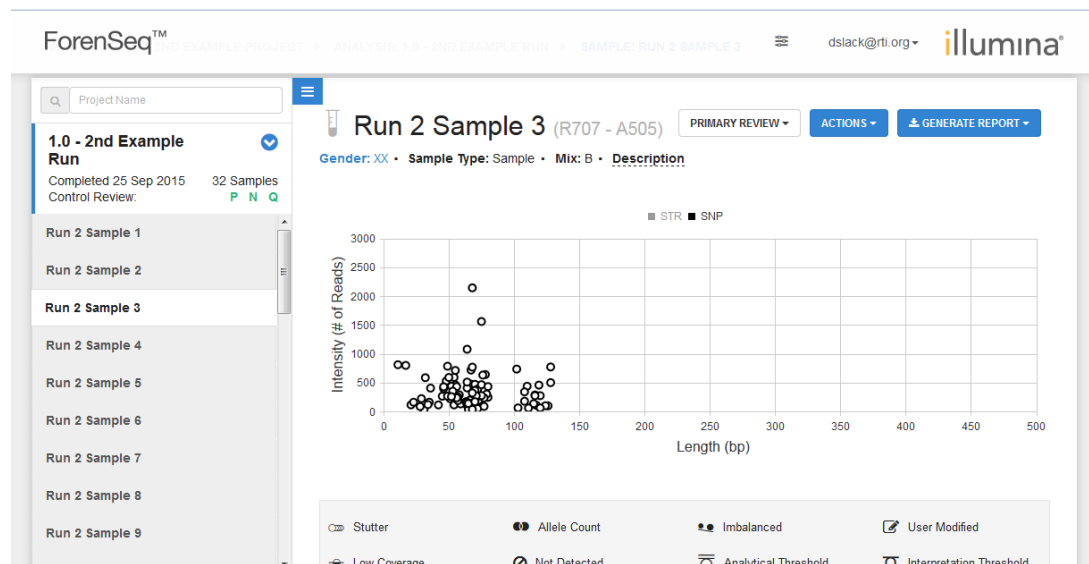 ForenSeq™
2ND EXAMPLE PROJECT ▸ ANALYSIS: 1.0 - 2ND EXAMPLE RUN ▸ SAMPLE: RUN 2 SAMPLE 3
dslack@rti.org
illumina®
Project Name
1.0 - 2nd Example
Run
Completed 25 Sep 2015 32 Samples
Control Review: P N Q
Run 2 Sample 1
Run 2 Sample 2
Run 2 Sample 3
Run 2 Sample 4
Run 2 Sample 5
Run 2 Sample 6
Run 2 Sample 7
Run 2 Sample 8
Run 2 Sample 9
Run 2 Sample 3 (R707 - A505)
PRIMARY REVIEW
ACTIONS
GENERATE REPORT
Gender: XX • Sample Type: Sample • Mix: B • Description
STR SNP
Intensity (# of Reads)
3000
2500
2000
1500
1000
500
0
0 50 100 150 200 250 300 350 400 450 500
Length (bp)
Stutter Allele Count Imbalanced User Modified
Low Coverage Not Detected Analytical Threshold Interpretation Threshold